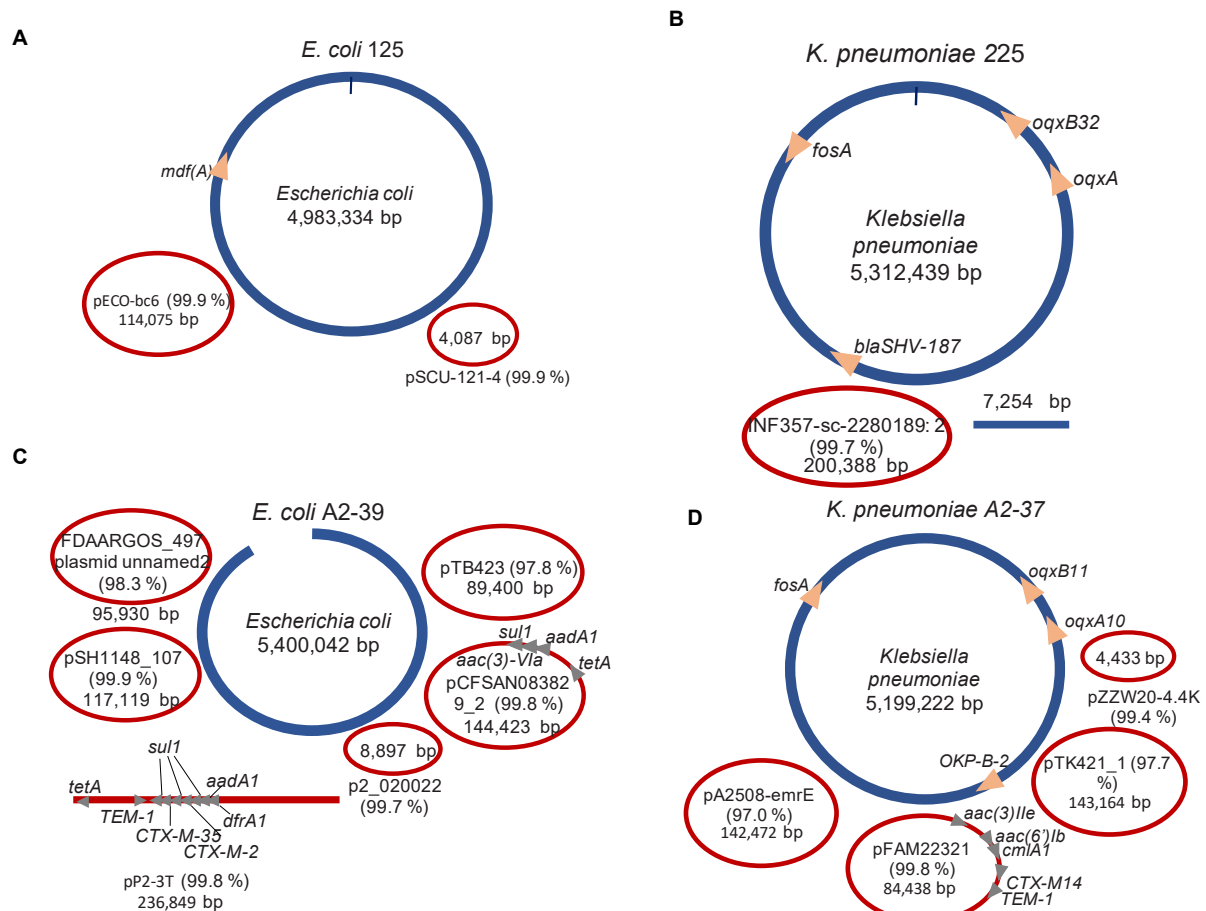 A
E. coli 125
mdf(A)
Escherichia coli
4,983,334 bp
pECO-bc6 (99.9 %)
114,075 bp
4,087 bp
pSCU-121-4 (99.9 %)
B
K. pneumoniae 225
oqxB32
fosA
oqxA
Klebsiella
pneumoniae
5,312,439 bp
blaSHV-187
7,254 bp
INF357-sc-2280189: 2
(99.7 %)
200,388 bp
C
E. coli A2-39
FDAARGOS_497
plasmid unnamed2
(98.3 %)
95,930 bp
pTB423 (97.8 %)
89,400 bp
Escherichia coli
5,400,042 bp
sul1
aadA1
aac(3)-VIa
tetA
pCFSAN08382
9_2 (99.8 %)
144,423 bp
pSH1148_107
(99.9 %)
117,119 bp
8,897 bp
p2_020022
(99.7 %)
sul1
tetA
aadA1
TEM-1
dfrA1
CTX-M-35
CTX-M-2
pP2-3T (99.8 %)
236,849 bp
D
K. pneumoniae A2-37
fosA
oqxB11
oqxA10
Klebsiella
pneumoniae
5,199,222 bp
4,433 bp
pZZW20-4.4K
(99.4 %)
OKP-B-2
pTK421_1 (97.7
%)
143,164 bp
pA2508-emrE
(97.0 %)
142,472 bp
aac(3)IIe
aac(6')Ib
cmlA1
pFAM22321
(99.8 %)
84,438 bp
CTX-M14
TEM-1